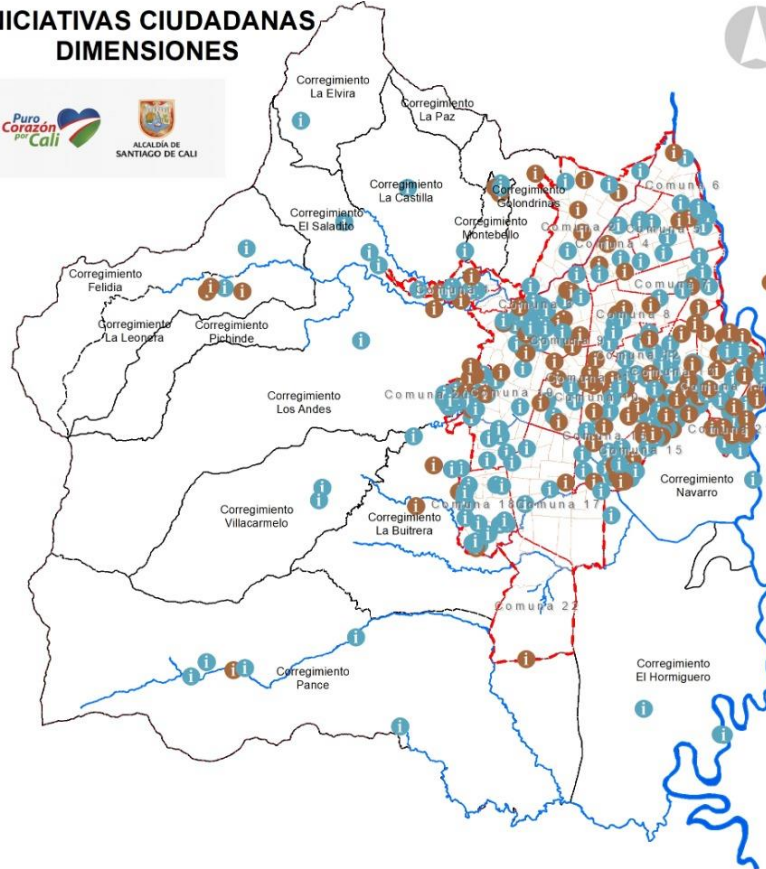 NICIATIVAS CIUDADANAS
DIMENSIONES
Puro
Corazón
por Cali
ALCALDÍA DE
SANTIAGO DE CALI
Corregimiento
La Elvira
Corregimiento
La Paz
Corregimiento
La Castilla
Corregimiento
Golondrinas
Corregimiento
El Saladito
Corregimiento
Montebello
Comuna 6
Comuna 4
Corregimiento
Felidia
Corregimiento
La Leonera
Corregimiento
Pichinde
Comuna 8
Corregimiento
Los Andes
Comuna 15
Corregimiento
Navarro
Corregimiento
Villacarmelo
Corregimiento
La Buitrera
Comuna 18
Comuna 17
Comuna 22
Corregimiento
Pance
Corregimiento
El Hormiguero